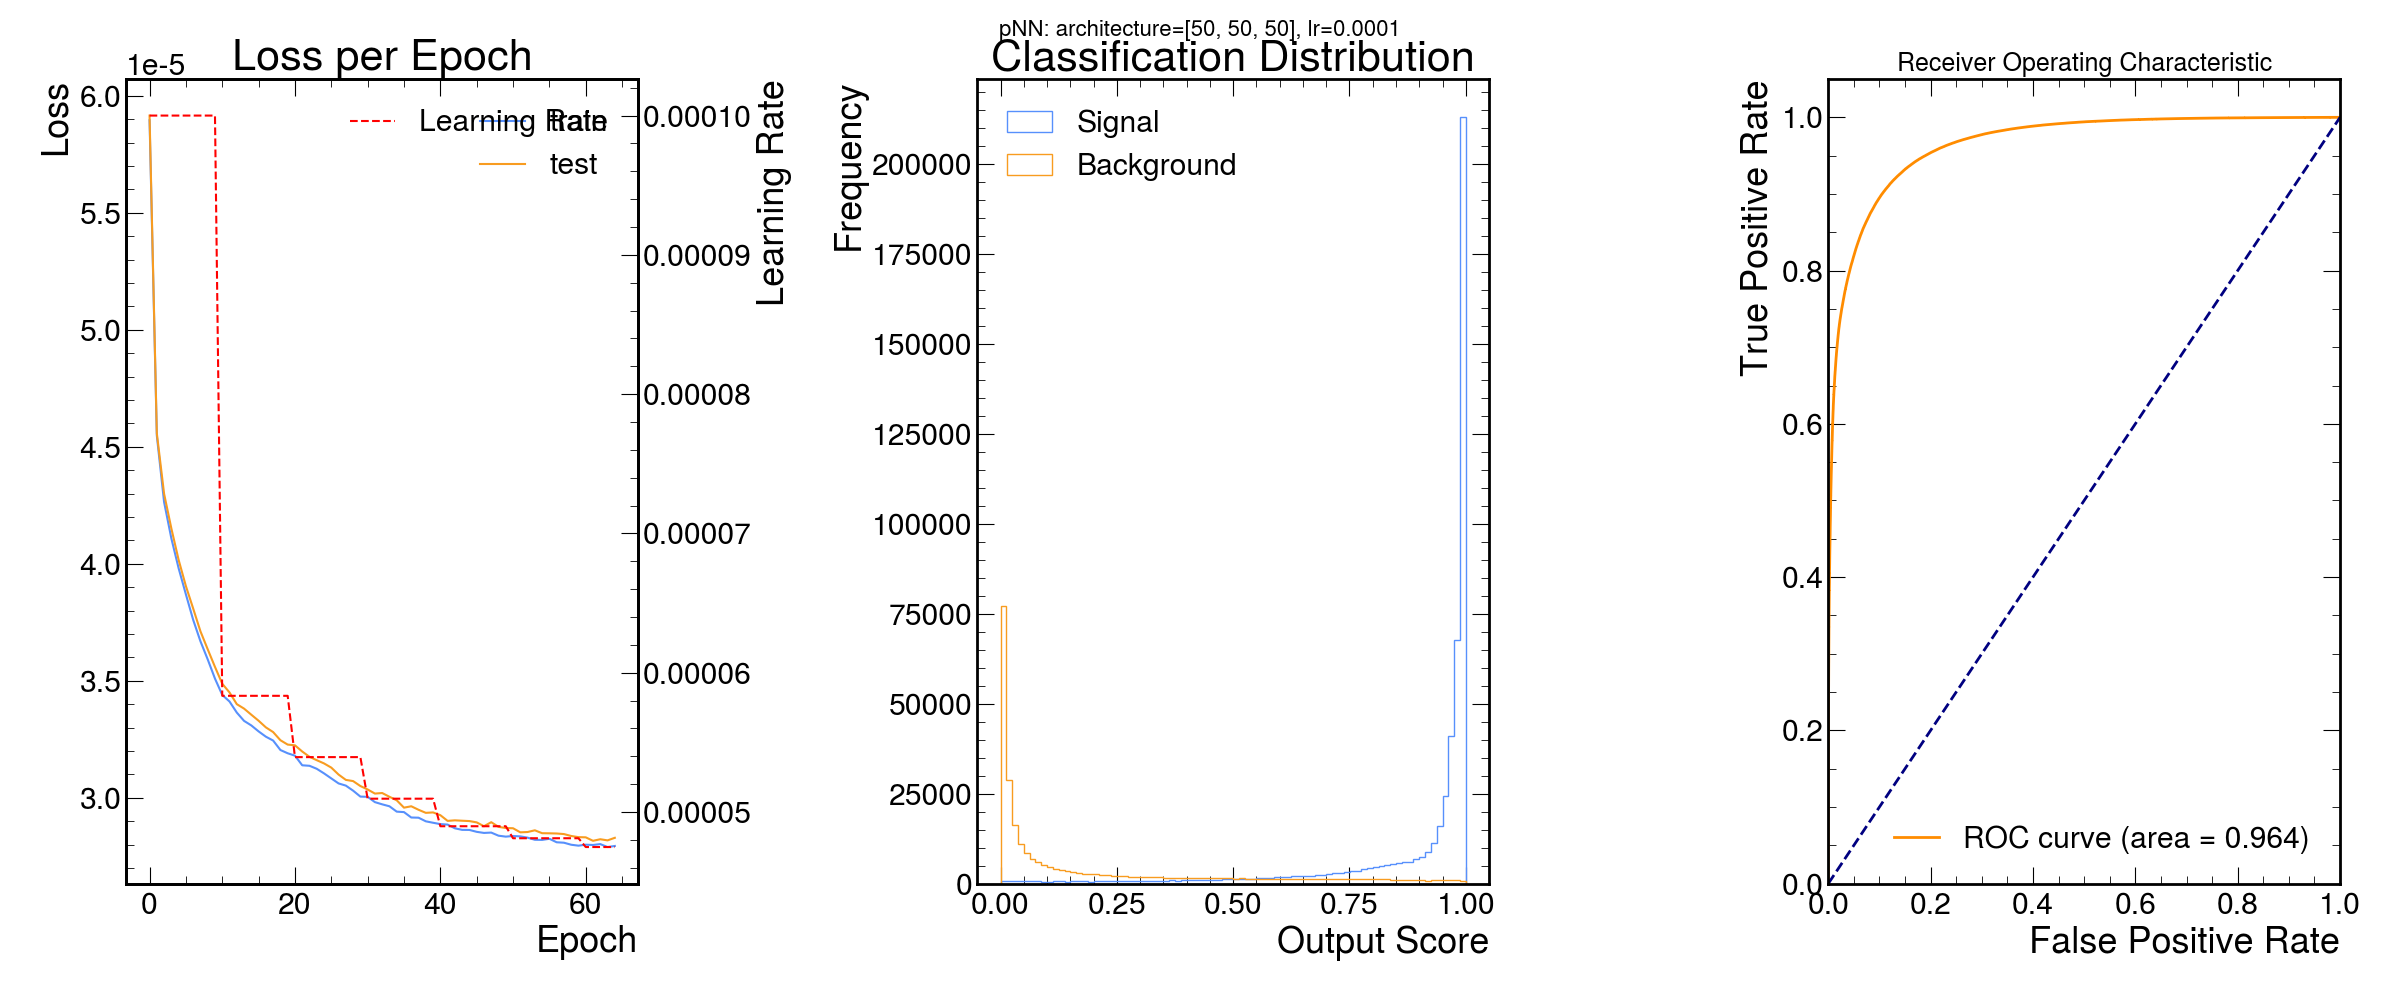 pNN: architecture=[50, 50, 50], lr=0.0001
Loss per Epoch
1e-5
Loss
6.0
5.5
5.0
4.5
4.0
3.5
3.0
Learning Rate
train
test
0.00010
0.00009
0.00008
0.00007
0.00006
0.00005
Learning Rate
0 20 40 60
Epoch
Classification Distribution
Frequency
Signal
Background
200000
175000
150000
125000
100000
75000
50000
25000
0
0.00 0.25 0.50 0.75 1.00
Output Score
Receiver Operating Characteristic
True Positive Rate
1.0
0.8
0.6
0.4
0.2
0.0
ROC curve (area = 0.964)
0.0 0.2 0.4 0.6 0.8 1.0
False Positive Rate